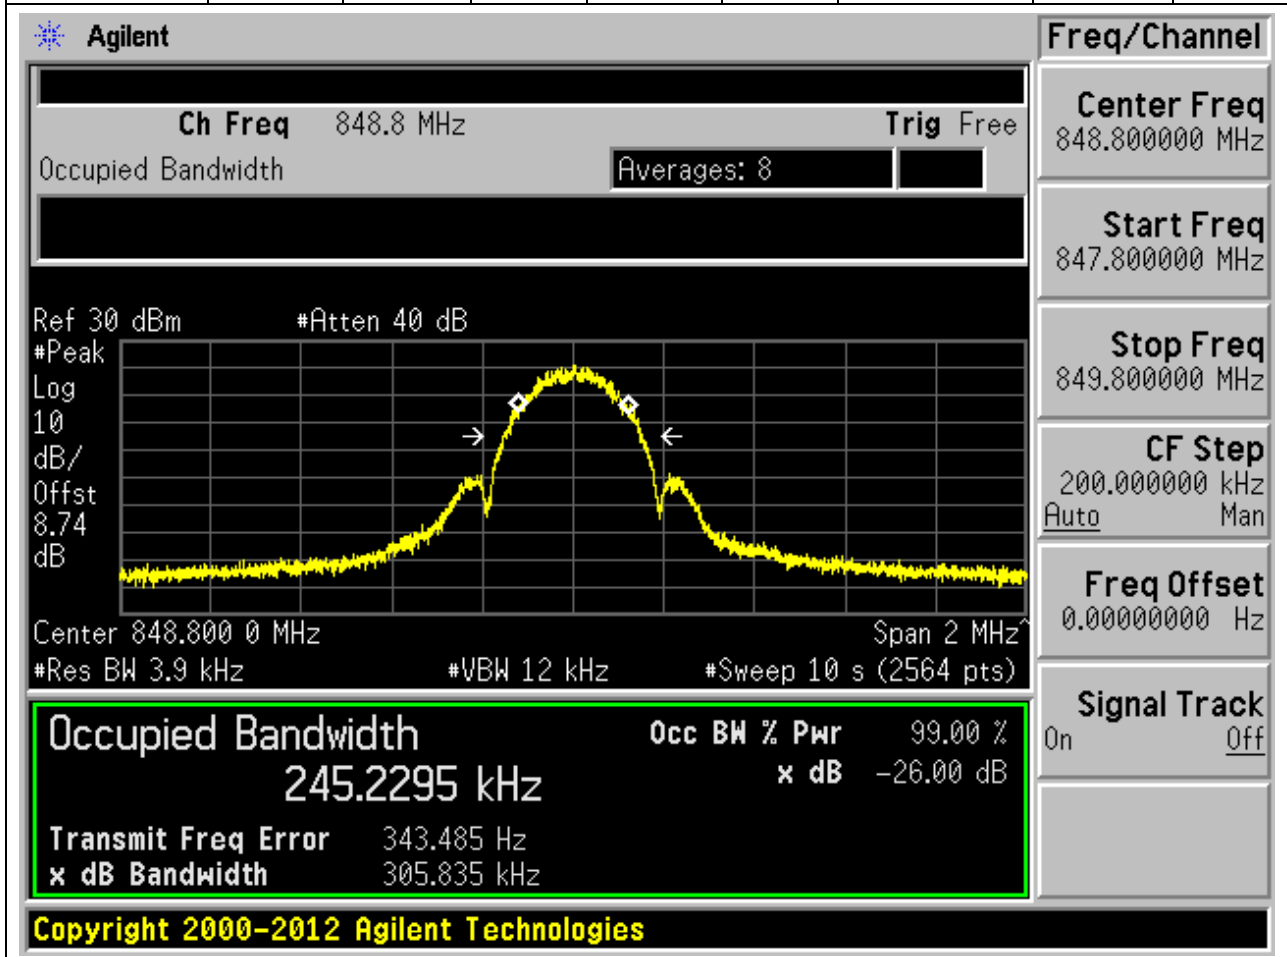 Agilent
Freq/Channel
Ch Freq 848.8 MHz Trig Free
Occupied Bandwidth Averages: 8
Center Freq
848.800000 MHz
Start Freq
847.800000 MHz
Stop Freq
849.800000 MHz
CF Step
200.000000 kHz
Auto Man
Freq Offset
0.00000000 Hz
Signal Track
On Off
Ref 30 dBm #Atten 40 dB
#Peak
Log
10
dB/
Offst
8.74
dB
Center 848.800 0 MHz Span 2 MHz^
#Res BW 3.9 kHz #VBW 12 kHz #Sweep 10 s (2564 pts)
Occupied Bandwidth Occ BW % Pwr 99.00 %
245.2295 kHz x dB -26.00 dB
Transmit Freq Error 343.485 Hz
x dB Bandwidth 305.835 kHz
Copyright 2000-2012 Agilent Technologies